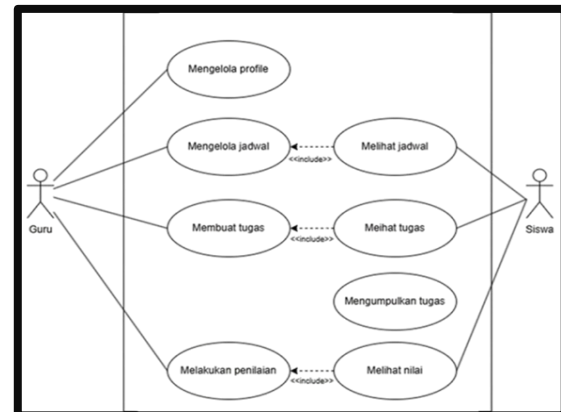 Mengelola profile
Mengelola jadwal
Melihat jadwal
<<include>>
Guru
Membuat tugas
Meihat tugas
Siswa
<<include>>
Mengumpulkan tugas
Melakukan penilaian
Melihat nilai
<<include>>